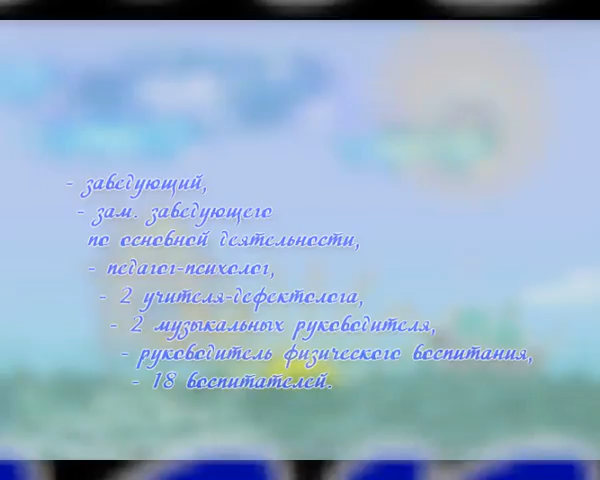 - заведующий,
- зам. заведующего
по основной деятельности,
- педагог-психолог,
- 2 учителя-дефектолога,
- 2 музыкальных руководителя,
- руководитель физического воспитания,
- 18 воспитателей.